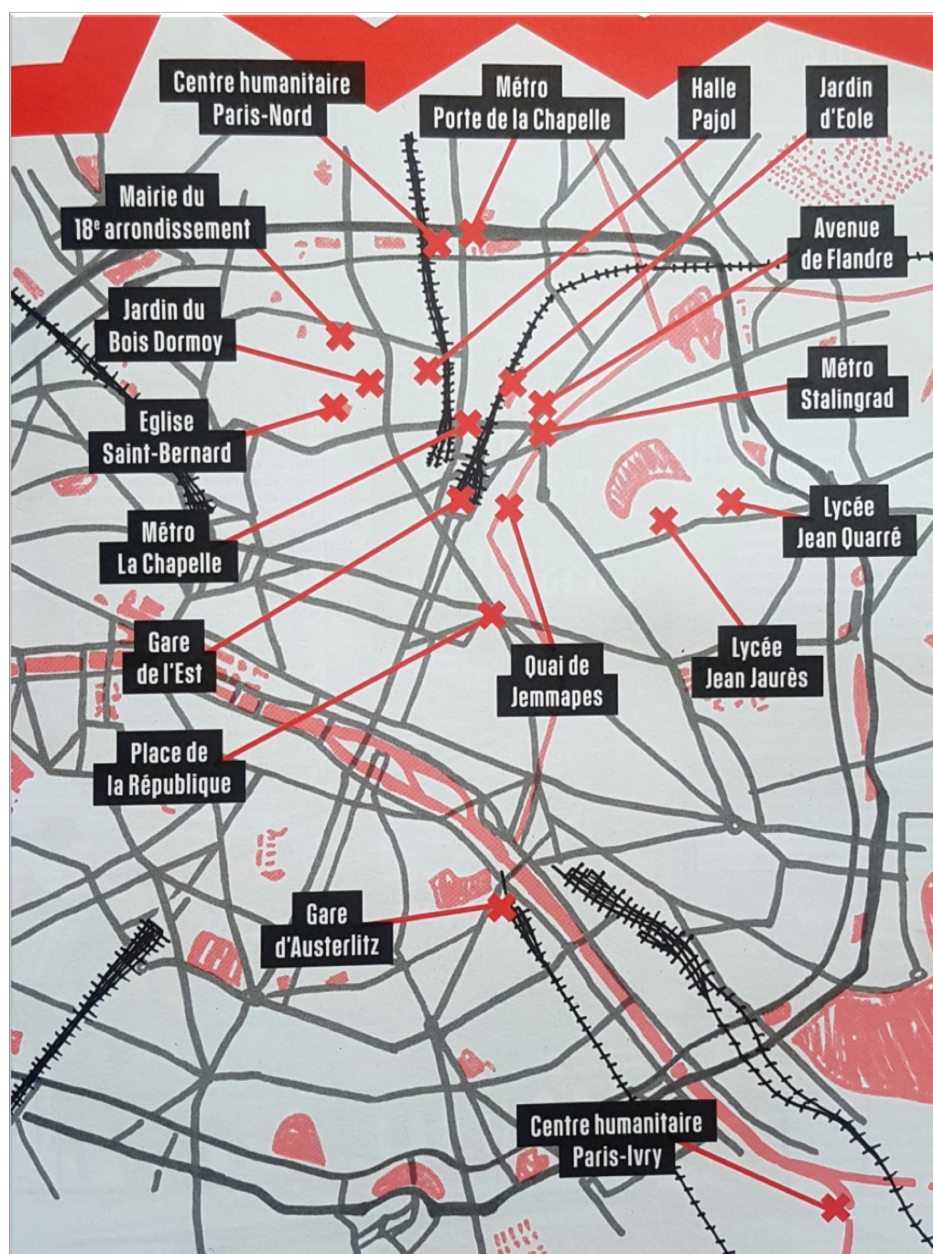 Centre humanitaire
Paris-Nord
Métro
Porte de la Chapelle
Halle
Pajol
Jardin
d'Eole
Mairie du
18e arrondissement
Avenue
de Flandre
Jardin du
Bois Dormoy
Métro
Stalingrad
Eglise
Saint-Bernard
Lycée
Jean Quarré
Métro
La Chapelle
Gare
de l'Est
Quai de
Jemmapes
Lycée
Jean Jaurès
Place de
la République
Gare
d'Austerlitz
Centre humanitaire
Paris-Ivry